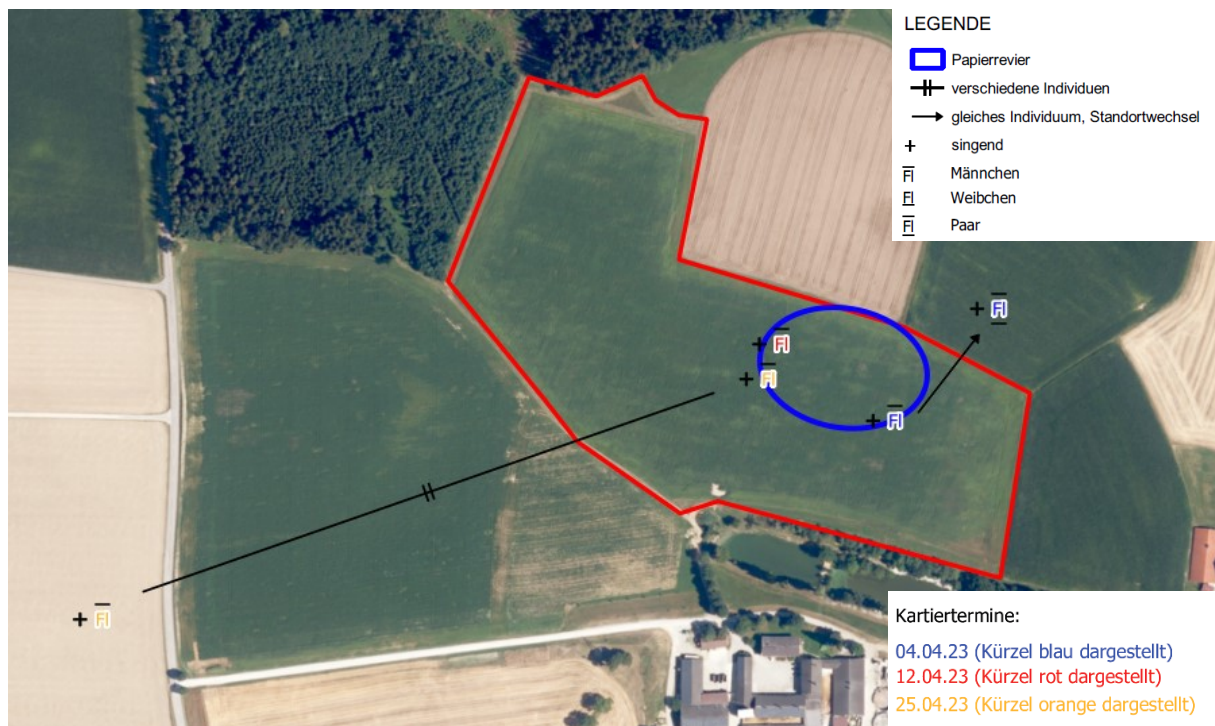 LEGENDE
Papierrevier
verschiedene Individuen
gleiches Individuum, Standortwechsel
+ singend
Fl Männchen
Fl Weibchen
Fl Paar
+ Fl
+ Fl
+ Fl
+ Fl
+ Fl
Kartiertermine:
04.04.23 (Kürzel blau dargestellt)
12.04.23 (Kürzel rot dargestellt)
25.04.23 (Kürzel orange dargestellt)